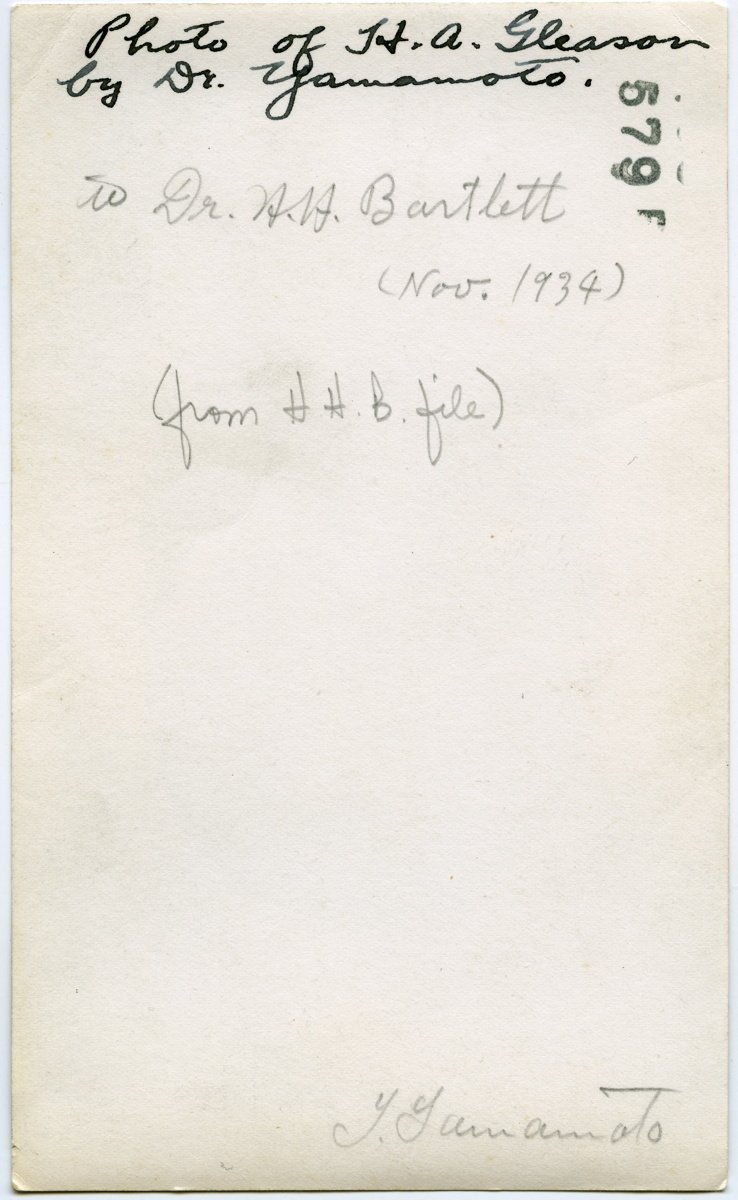 Photo of H. A. Gleason
by Dr. Yamamoto.
579
to Dr. H. H. Bartlett
(Nov. 1934)
(from H H. B. file)
Y. Yamamoto